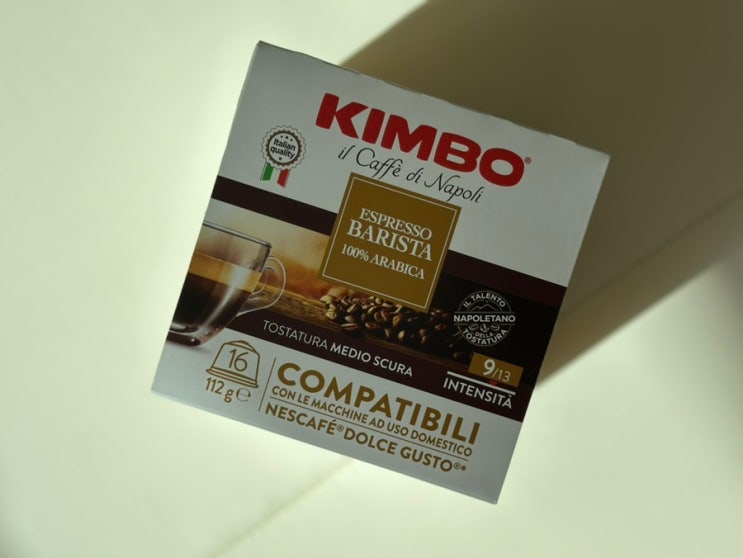 KIMBO®
il Caffè di Napoli
Italian
quality
ESPRESSO
BARISTA
100% ARABICA
IL TALENTO
NAPOLETANO
DELLA
TOSTATURA
TOSTATURA MEDIO SCURA
9/13
INTENSITÀ
16
112 g ℮
COMPATIBILI
CON LE MACCHINE AD USO DOMESTICO
NESCAFÉ® DOLCE GUSTO®*